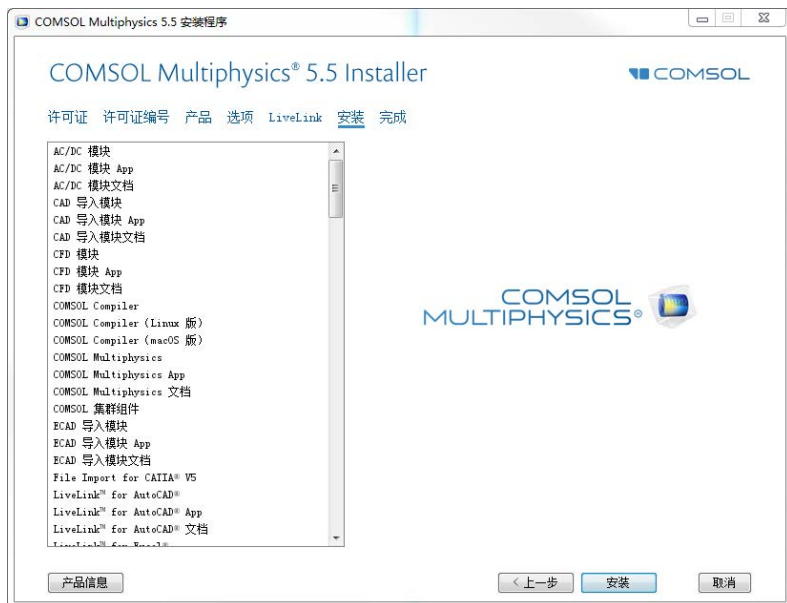 COMSOL Multiphysics 5.5 安装程序
COMSOL Multiphysics® 5.5 Installer
COMSOL
许可证 许可证编号 产品 选项 LiveLink 安装 完成
AC/DC 模块
AC/DC 模块 App
AC/DC 模块文档
CAD 导入模块
CAD 导入模块 App
CAD 导入模块文档
CFD 模块
CFD 模块 App
CFD 模块文档
COMSOL Compiler
COMSOL Compiler (Linux 版)
COMSOL Compiler (macOS 版)
COMSOL Multiphysics
COMSOL Multiphysics App
COMSOL Multiphysics 文档
COMSOL 集群组件
ECAD 导入模块
ECAD 导入模块 App
ECAD 导入模块文档
File Import for CATIA® V5
LiveLink™ for AutoCAD®
LiveLink™ for AutoCAD® App
LiveLink™ for AutoCAD® 文档
LiveLink™ for Excel®
COMSOL
MULTIPHYSICS®
产品信息
<上一步 安装 取消